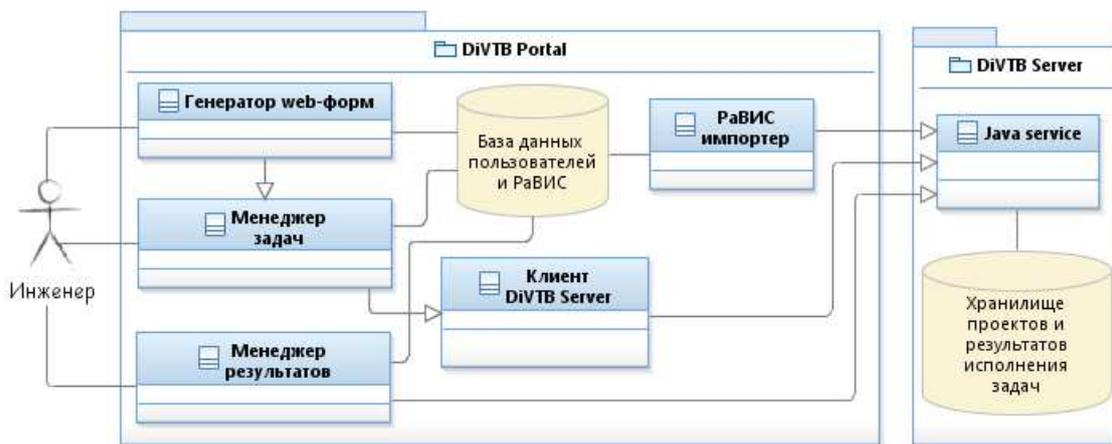 DiVTB Portal
DiVTB Server
Генератор web-форм
База данных
пользователей
и РаВИС
РаВИС
импортер
Java service
Инженер
Менеджер
задач
Клиент
DiVTB Server
Менеджер
результатов
Хранилище
проектов и
результатов
исполнения
задач